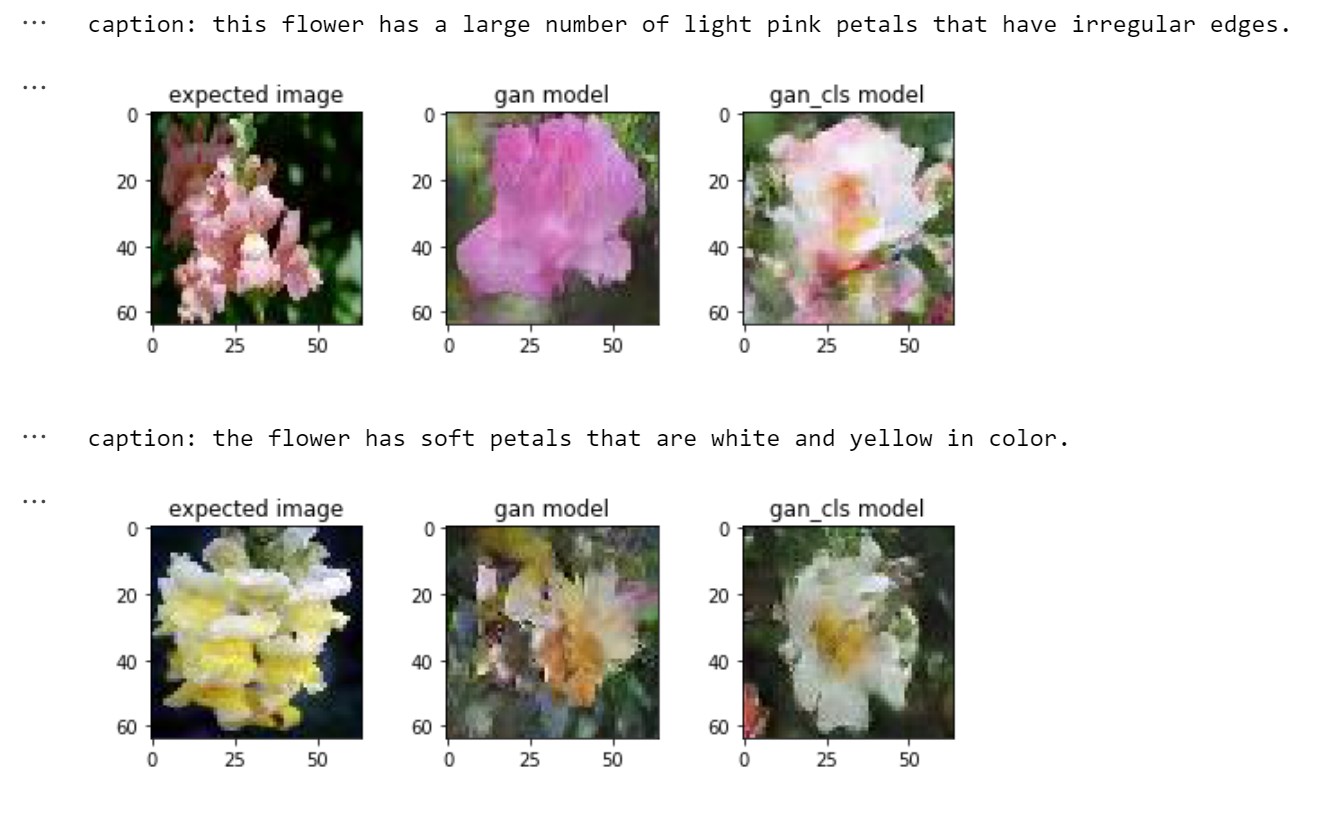 ... caption: this flower has a large number of light pink petals that have irregular edges.
...
expected image gan model gan_cls model
0 0 0
20 20 20
40 40 40
60 60 60
0 25 50 0 25 50 0 25 50
... caption: the flower has soft petals that are white and yellow in color.
...
expected image gan model gan_cls model
0 0 0
20 20 20
40 40 40
60 60 60
0 25 50 0 25 50 0 25 50